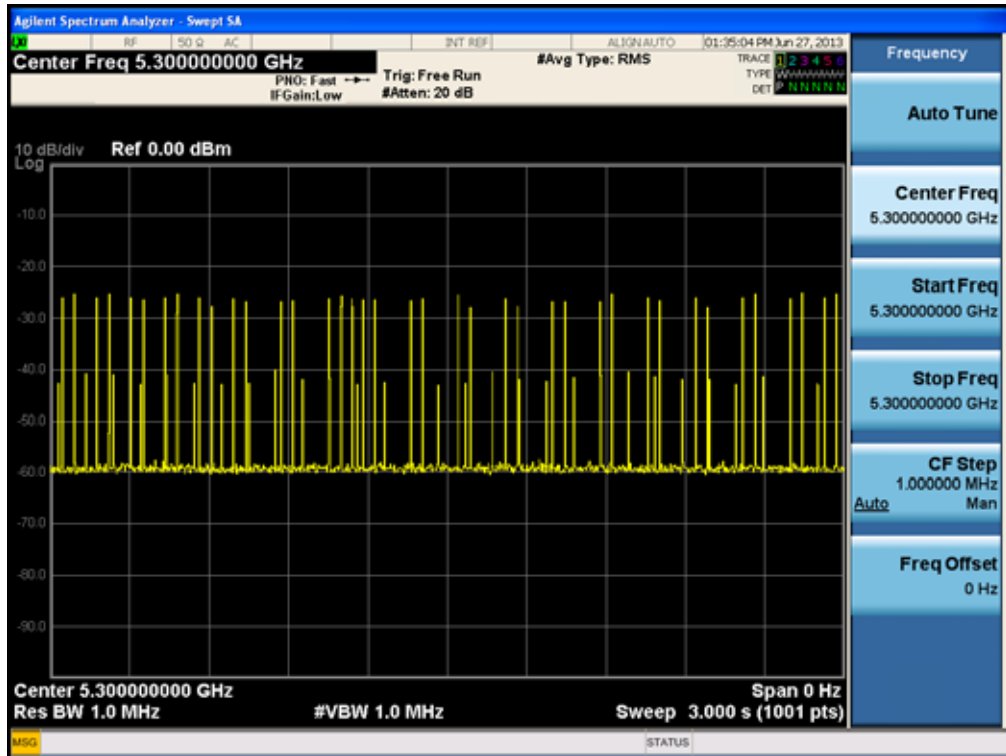 Agilent Spectrum Analyzer - Swept SA
LXI RF 50 Ω AC INT REF ALIGN AUTO 01:35:04 PM Jun 27, 2013
Center Freq 5.300000000 GHz #Avg Type: RMS TRACE 1 2 3 4 5 6
PNO: Fast Trig: Free Run TYPE WWWWWW
IFGain:Low #Atten: 20 dB DET P N N N N N
10 dB/div Ref 0.00 dBm
Log
-10.0
-20.0
-30.0
-40.0
-50.0
-60.0
-70.0
-80.0
-90.0
Center 5.300000000 GHz Span 0 Hz
Res BW 1.0 MHz #VBW 1.0 MHz Sweep 3.000 s (1001 pts)
MSG STATUS
Frequency
Auto Tune
Center Freq
5.300000000 GHz
Start Freq
5.300000000 GHz
Stop Freq
5.300000000 GHz
CF Step
1.000000 MHz
Auto Man
Freq Offset
0 Hz